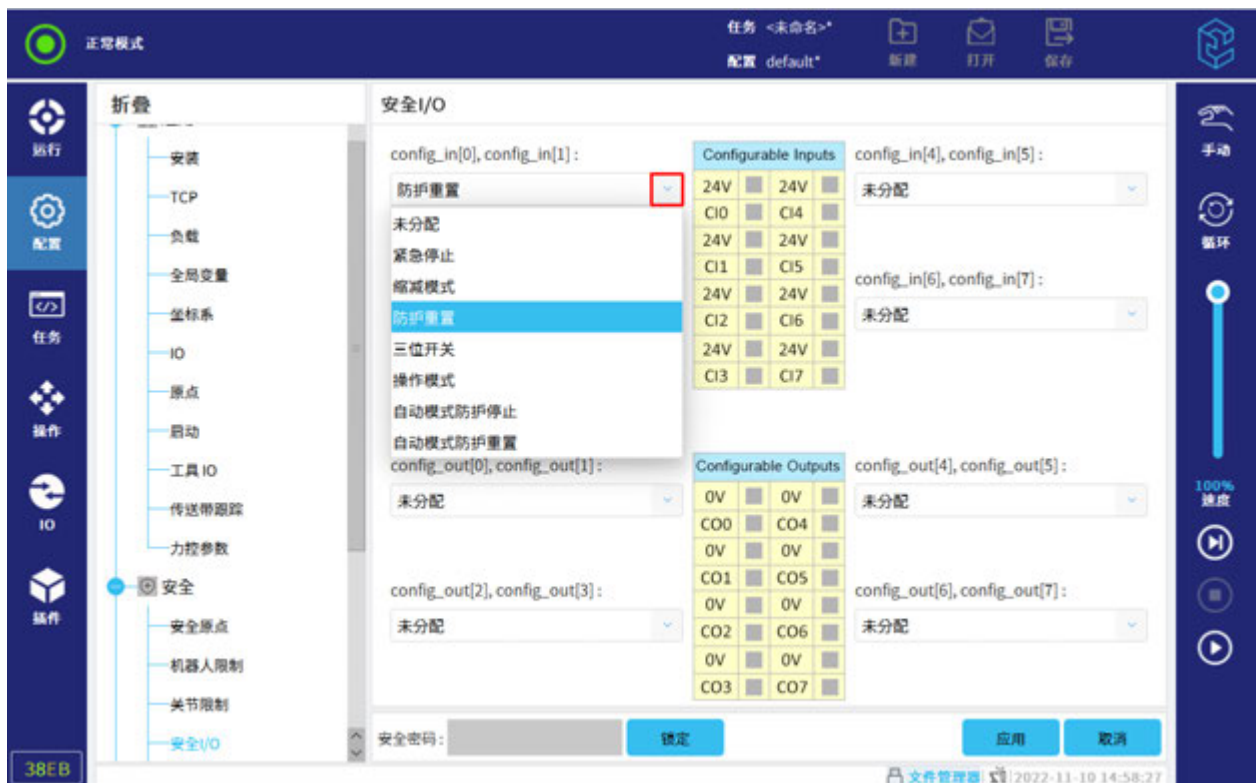 正常模式
任务 <未命名>*
配置 default*
新建
打开
保存
运行
配置
任务
操作
IO
插件
38EB
折叠
安装
TCP
负载
全局变量
坐标系
IO
原点
启动
工具 IO
传送带跟踪
力控参数
安全
安全原点
机器人限制
关节限制
安全I/O
安全I/O
config_in[0], config_in[1] :
防护重置
未分配
紧急停止
缩减模式
防护重置
三位开关
操作模式
自动模式防护停止
自动模式防护重置
Configurable Inputs
24V 24V
CI0 CI4
24V 24V
CI1 CI5
24V 24V
CI2 CI6
24V 24V
CI3 CI7
config_in[4], config_in[5] :
未分配
config_in[6], config_in[7] :
未分配
config_out[0], config_out[1] :
未分配
config_out[2], config_out[3] :
未分配
Configurable Outputs
0V 0V
CO0 CO4
0V 0V
CO1 CO5
0V 0V
CO2 CO6
0V 0V
CO3 CO7
config_out[4], config_out[5] :
未分配
config_out[6], config_out[7] :
未分配
安全密码 :
锁定
应用
取消
文件管理器
2022-11-10 14:58:27
手动
循环
100%
速度